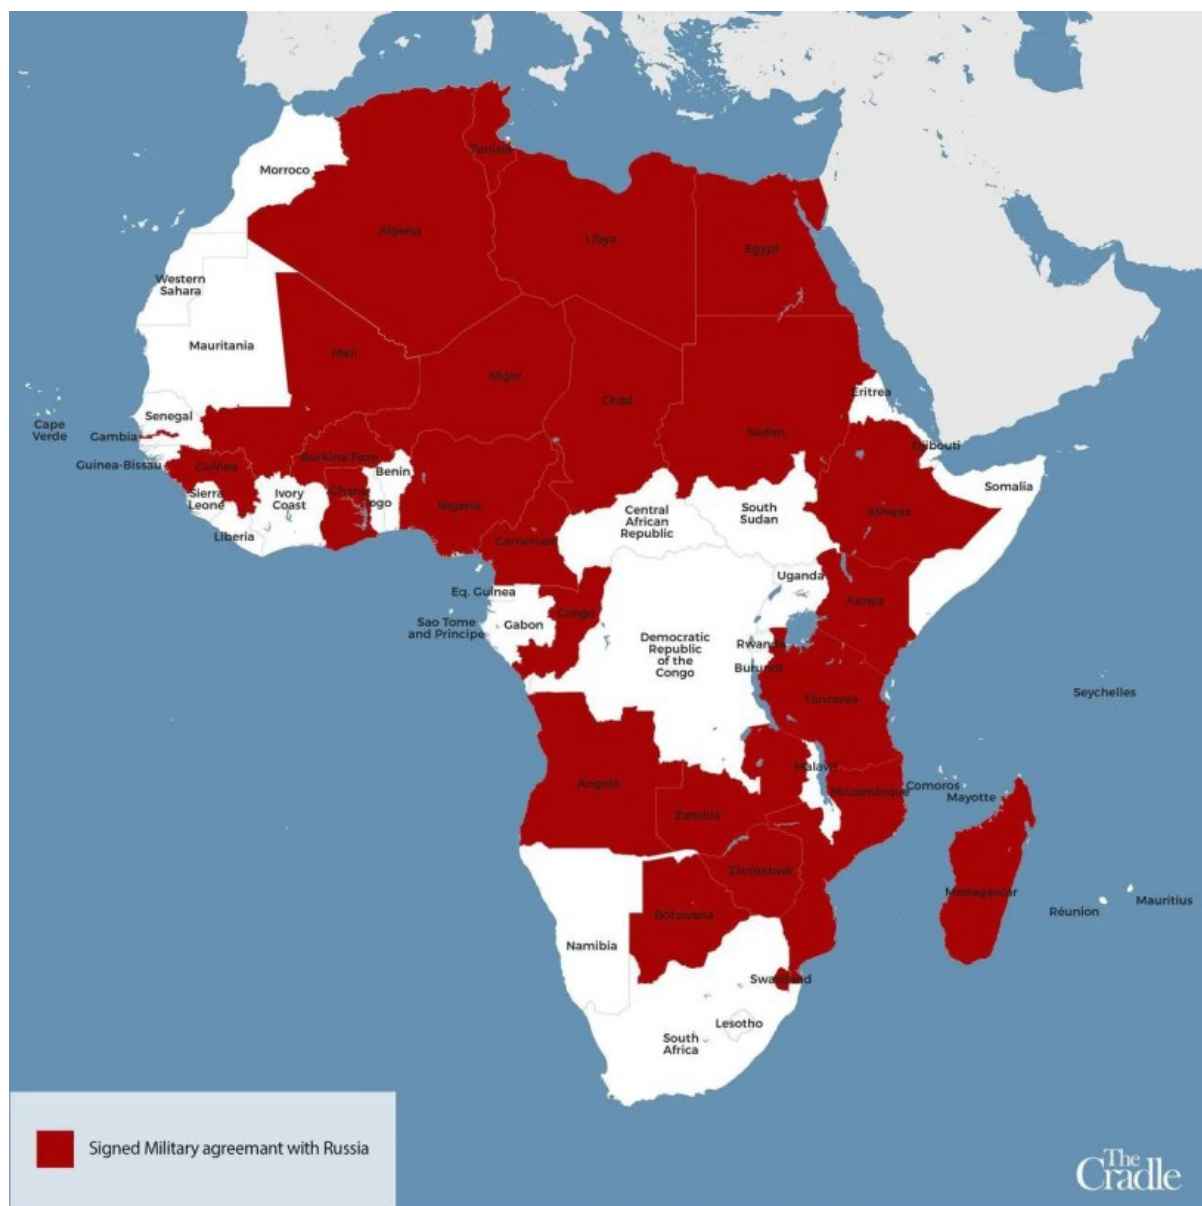 Morroco
Tunisia
Algeria
Libya
Egypt
Western
Sahara
Mauritania
Mali
Niger
Chad
Sudan
Eritrea
Cape
Verde
Senegal
Gambia
Guinea-Bissau
Guinea
Burkina Faso
Benin
Djibouti
Sierra
Leone
Ivory
Coast
Ghana
Togo
Nigeria
Central
African
Republic
South
Sudan
Ethiopia
Somalia
Liberia
Cameroon
Eq. Guinea
Uganda
Kenya
Sao Tome
and Principe
Gabon
Congo
Democratic
Republic
of the
Congo
Rwanda
Burundi
Tanzania
Seychelles
Angola
Malawi
Mozambique
Comoros
Mayotte
Zambia
Zimbabwe
Madagascar
Réunion
Mauritius
Botswana
Namibia
Swaziland
Lesotho
South
Africa
Signed Military agreemant with Russia
The
Cradle